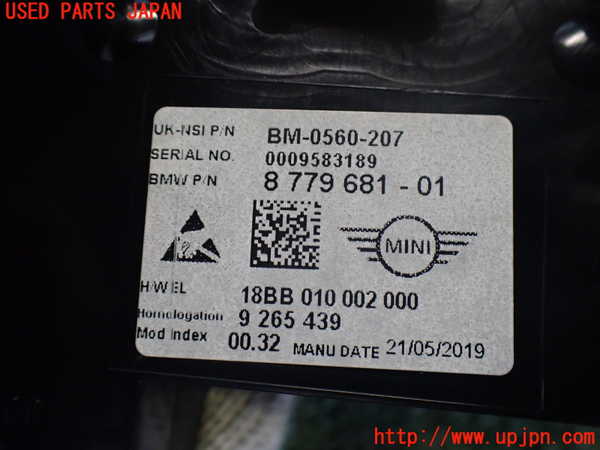 USED PARTS JAPAN
UK-NSI P/N BM-0560-207
SERIAL NO. 0009583189
BMW P/N 8 779 681 - 01
MINI
H/W EL 18BB 010 002 000
Homologation 9 265 439
Mod Index 00.32 MANU DATE 21/05/2019
http://www.upjpn.com/